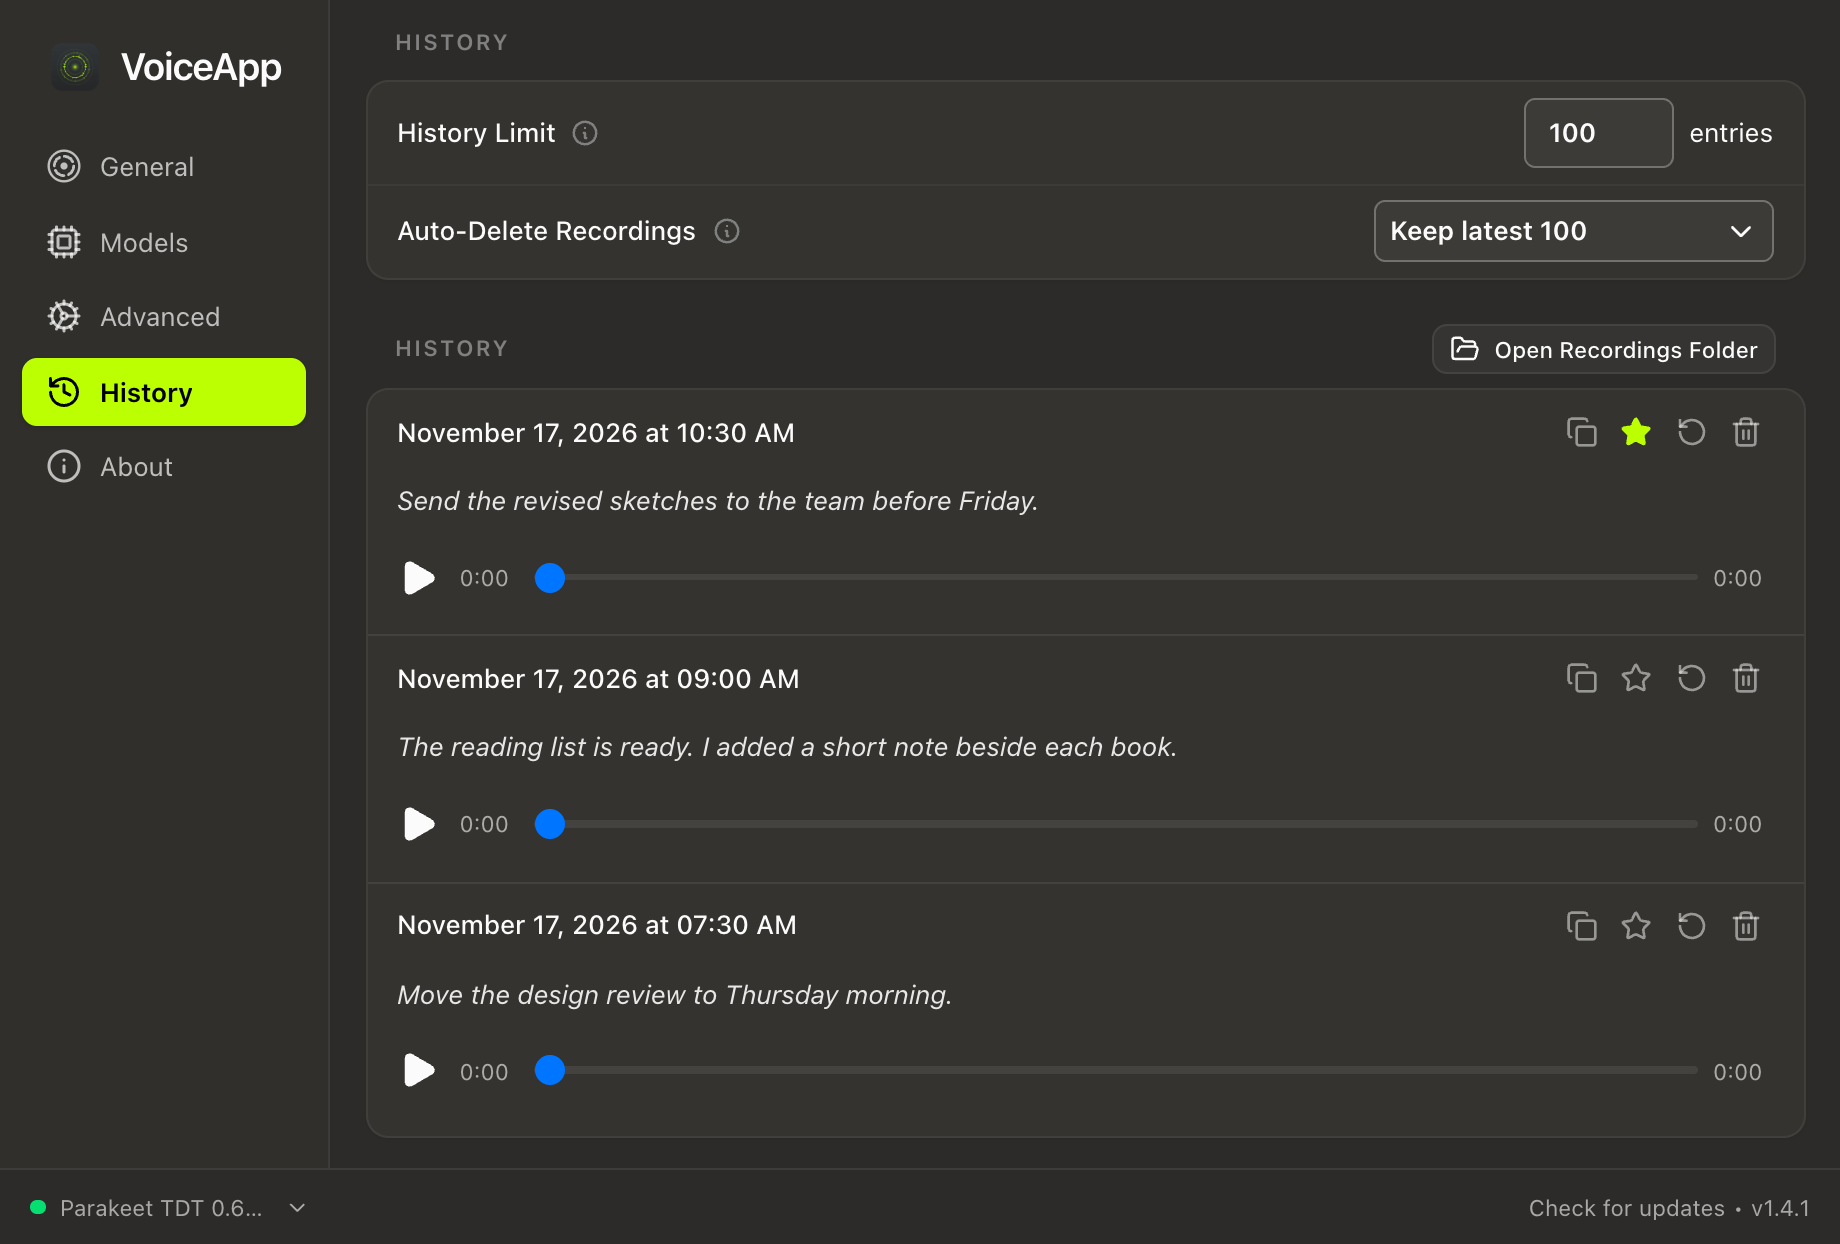 VoiceApp
General
Models
Advanced
History
About
HISTORY
History Limit
100 entries
Auto-Delete Recordings
Keep latest 100
HISTORY
Open Recordings Folder
November 17, 2026 at 10:30 AM
Send the revised sketches to the team before Friday.
0:00 0:00
November 17, 2026 at 09:00 AM
The reading list is ready. I added a short note beside each book.
0:00 0:00
November 17, 2026 at 07:30 AM
Move the design review to Thursday morning.
0:00 0:00
Parakeet TDT 0.6...
Check for updates • v1.4.1